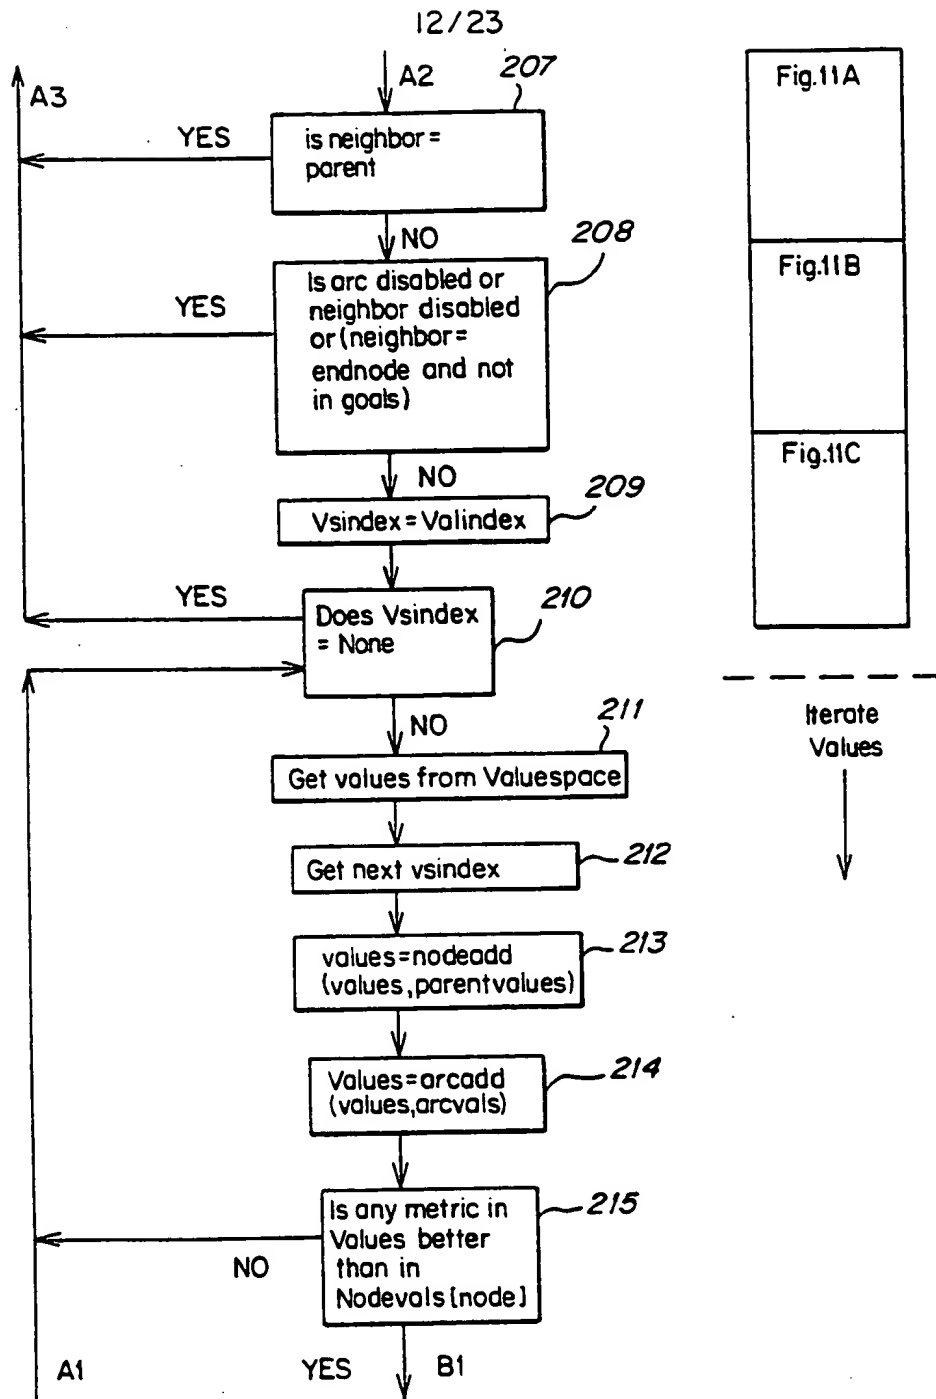 12/23
A3
A2
207
YES
is neighbor=
parent
NO
208
YES
Is arc disabled or
neighbor disabled
or (neighbor=
endnode and not
in goals)
NO
209
Vsindex=Valindex
YES
210
Does Vsindex
= None
NO
211
Get values from Valuespace
Get next vsindex
212
values=nodeadd
(values,parentvalues)
213
Values=arcadd
(values,arcvals)
214
Is any metric in
Values better
than in
Nodevals[node]
215
NO
A1
YES
B1
Fig.11A
Fig.11B
Fig.11C
Iterate
Values